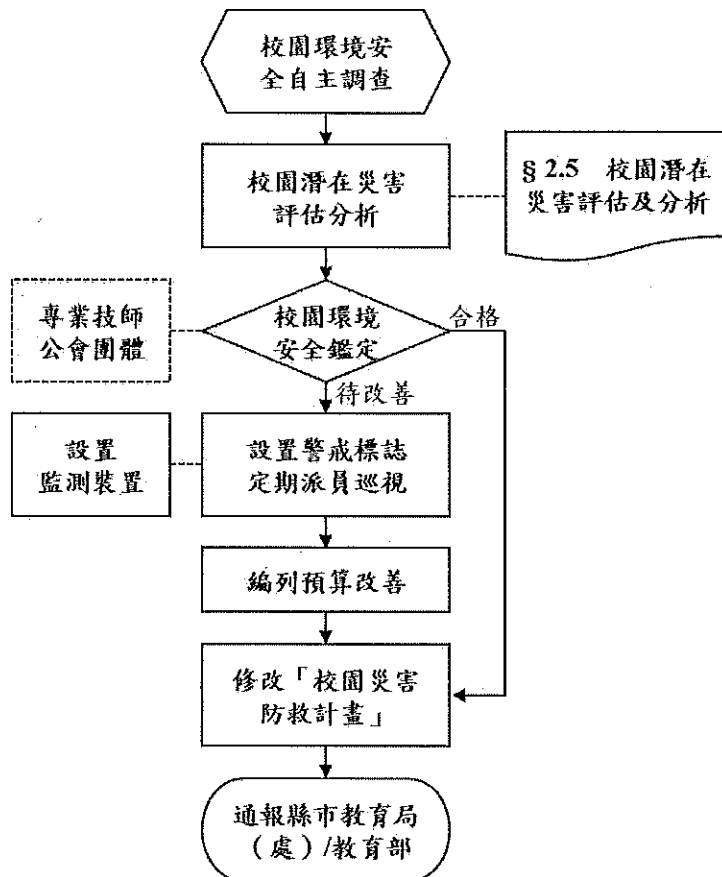 校園環境安
全自主調查
校園潛在災害
評估分析
§ 2.5 校園潛在
災害評估及分析
專業技師
公會團體
校園環境
安全鑑定
合格
待改善
設置
監測裝置
設置警戒標誌
定期派員巡視
編列預算改善
修改「校園災害
防救計畫」
通報縣市教育局
（處）/教育部